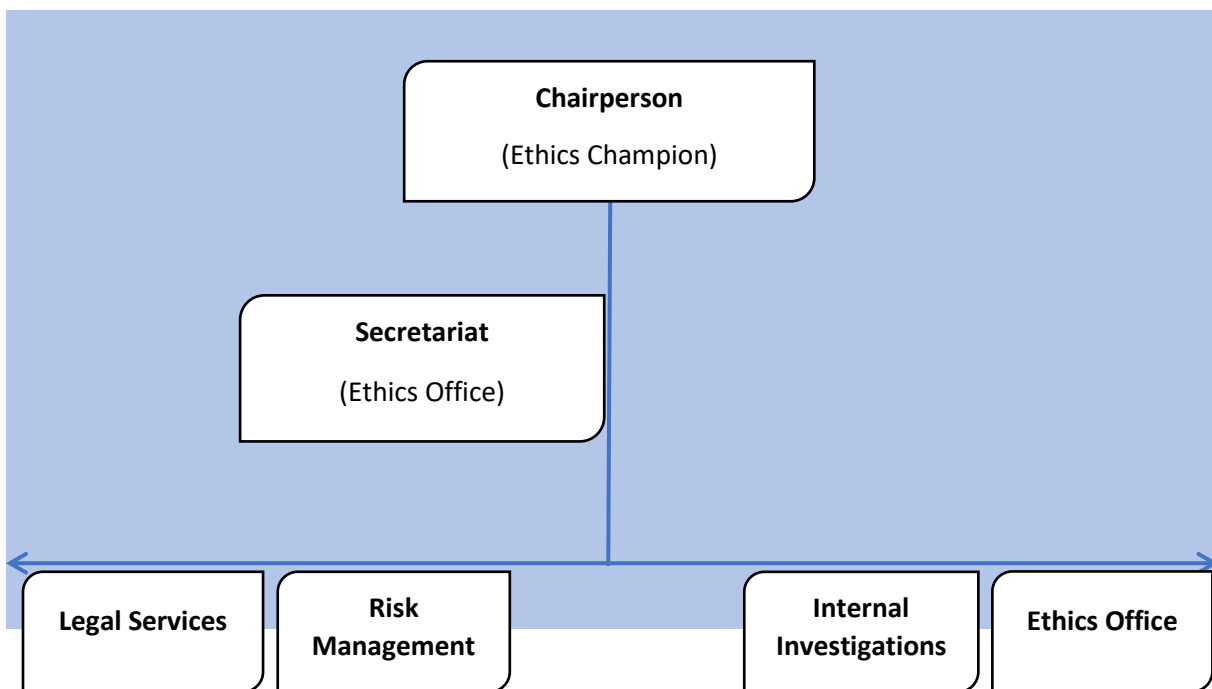 Chairperson
(Ethics Champion)
Secretariat
(Ethics Office)
Legal Services
Risk
Management
Internal
Investigations
Ethics Office